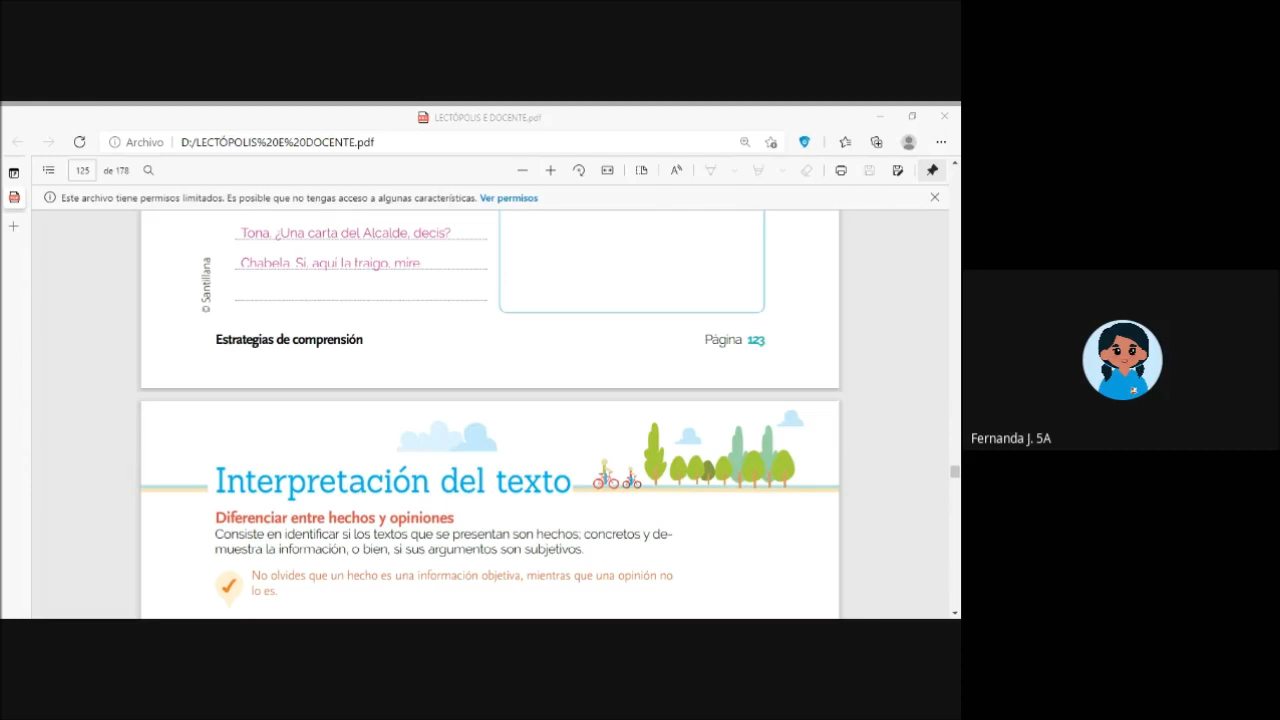 LECTÓPOLIS E DOCENTE.pdf
Archivo
D:/LECTÓPOLIS%20E%20DOCENTE.pdf
125 de 178
Este archivo tiene permisos limitados. Es posible que no tengas acceso a algunas características. Ver permisos
Tona. ¿Una carta del Alcalde, decís?
Chabela. Sí, aquí la traigo, mire.
© Santillana
Estrategias de comprensión
Página 123
Interpretación del texto
Diferenciar entre hechos y opiniones
Consiste en identificar si los textos que se presentan son hechos; concretos y de-
muestra la información, o bien, si sus argumentos son subjetivos.
No olvides que un hecho es una información objetiva, mientras que una opinión no
lo es.
Fernanda J. 5A